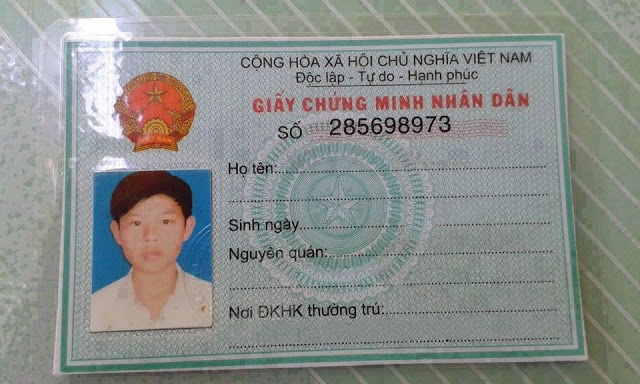 CỘNG HÒA XÃ HỘI CHỦ NGHĨA VIỆT NAM
Độc lập - Tự do - Hạnh phúc
GIẤY CHỨNG MINH NHÂN DÂN
SỐ 285698973
Họ tên:
Sinh ngày
Nguyên quán:
Nơi ĐKHK thường trú: